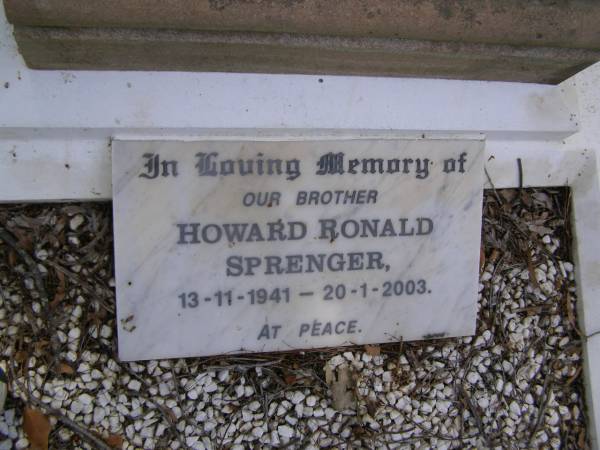 In Loving Memory of
OUR BROTHER
HOWARD RONALD
SPRENGER,
13-11-1941 — 20-1-2003.
AT PEACE.